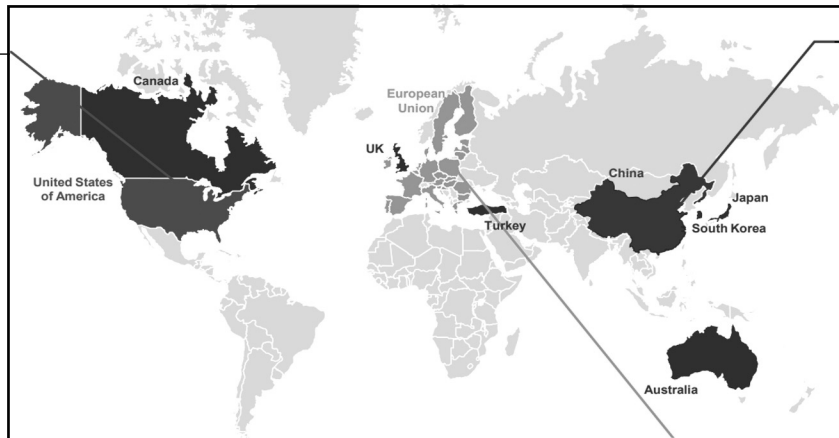 Canada
European
Union
UK
China
United States
of America
Japan
Turkey
South Korea
Australia